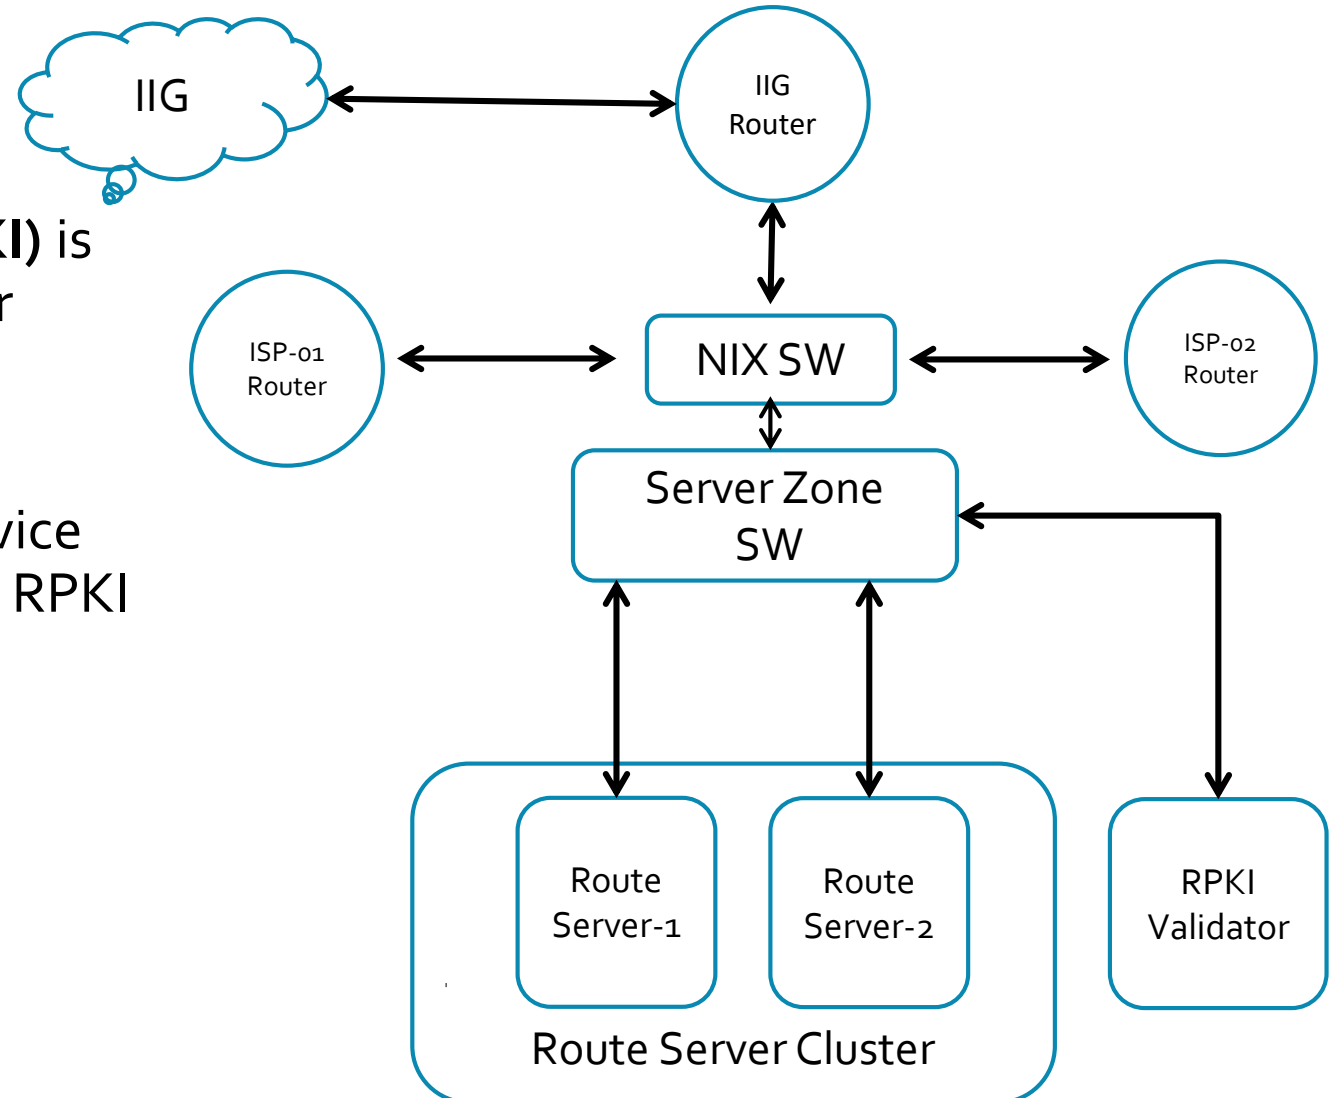 IIG
IIG
Router
KI) is
r
ISP-01
Router
NIX SW
ISP-02
Router
Server Zone
SW
vice
RPKI
Route
Server-1
Route
Server-2
RPKI
Validator
Route Server Cluster